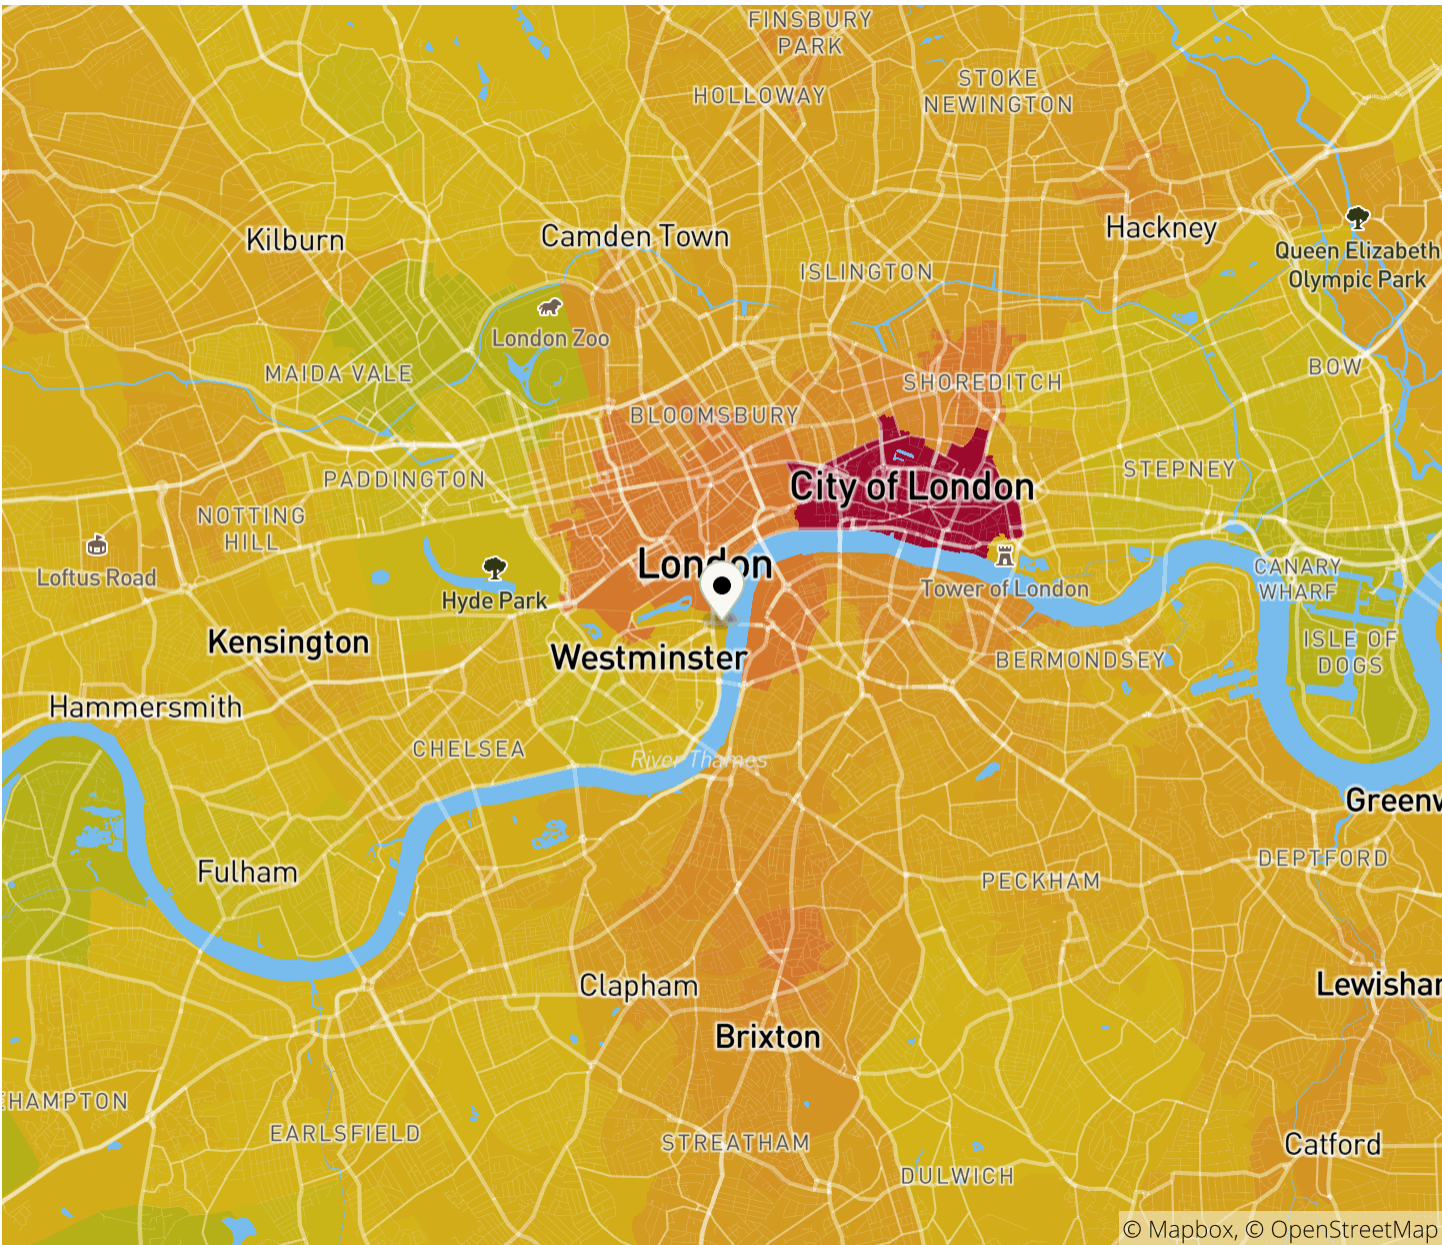 FINSBURY
PARK
STOKE
NEWINGTON
HOLLOWAY
Kilburn
Camden Town
Hackney
Queen Elizabeth
Olympic Park
ISLINGTON
London Zoo
MAIDA VALE
BLOOMSBURY
SHOREDITCH
BOW
PADDINGTON
City of London
STEPNEY
NOTTING
HILL
London
Loftus Road
Hyde Park
Tower of London
CANARY
WHARF
Kensington
Westminster
BERMONDSEY
ISLE OF
DOGS
Hammersmith
CHELSEA
River Thames
Greenw
Fulham
PECKHAM
DEPTFORD
Clapham
Lewishar
Brixton
EHAMPTON
EARLSFIELD
STREATHAM
Catford
DULWICH
© Mapbox, © OpenStreetMap